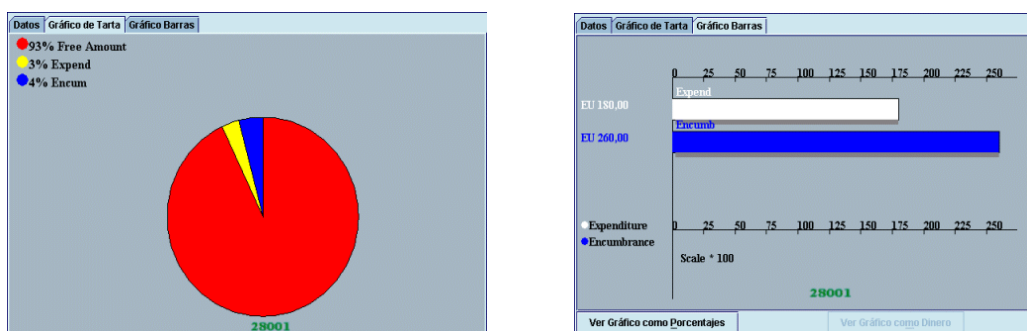 Datos Gráfico de Tarta Gráfico Barras
93% Free Amount
3% Expend
4% Encum
28001
Datos Gráfico de Tarta Gráfico Barras
0 25 50 75 100 125 150 175 200 225 250
Expend
EU 180,00
Encumb
EU 260,00
Expenditure
0 25 50 75 100 125 150 175 200 225 250
Encumbrance
Scale * 100
28001
Ver Gráfico como Porcentajes Ver Gráfico como Dinero